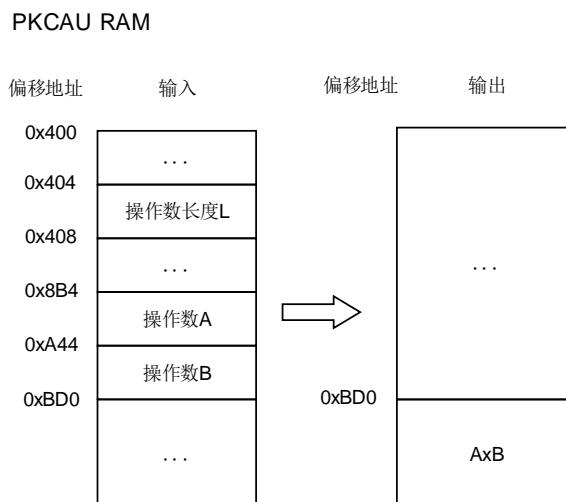 PKCAU RAM
偏移地址 输入 偏移地址 输出
0x400
...
0x404
操作数长度L
0x408
...
...
0x8B4
操作数A
0xA44
操作数B
0xBD0 0xBD0
... AxB